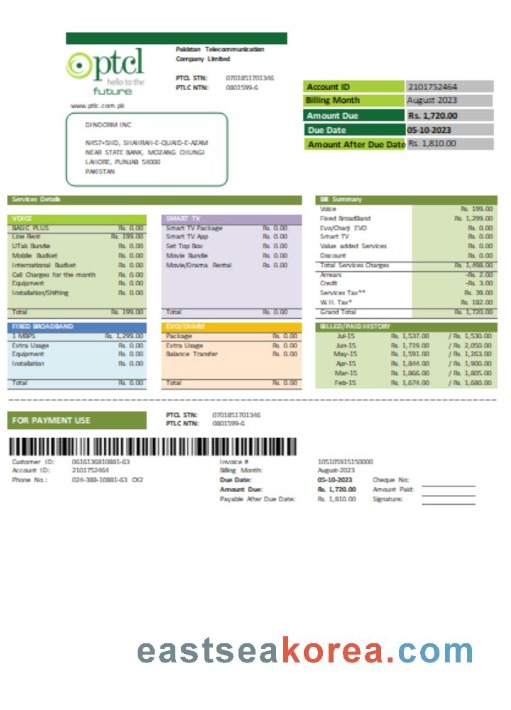 ptcl
hello to the
future
www.ptlc.com.pk
Pakistan Telecommunication
Company Limited
PTCL STN: 0701851701346
PTLC NTN: 0801599-6
DINDORM INC
NEAR STATE BANK, MOZANG CHUNGI
LAHORE, PUNJAB 54000
PAKISTAN
Account ID 2101752464
Billing Month August-2023
Amount Due Rs. 1,720.00
Due Date 05-10-2023
Amount After Due Date Rs. 1,810.00
Services Details
VOICE
BASIC PLUS Rs. 0.00
Line Rent Rs. 199.00
UTak Bundle Rs. 0.00
Mobile Budket Rs. 0.00
International Budket Rs. 0.00
Call Charges for the month Rs. 0.00
Equipment Rs. 0.00
Installation/Shifting Rs. 0.00
Total Rs. 199.00
SMART TV
Smart TV Package Rs. 0.00
Smart TV App Rs. 0.00
Set Top Box Rs. 0.00
Movie Bundle Rs. 0.00
Movie/Drama Rental Rs. 0.00
Total Rs. 0.00
Bill Summary
Voice Rs. 199.00
Fixed BroadBand Rs. 1,299.00
Evo/Charji EVO Rs. 0.00
Smart TV Rs. 0.00
Value added Services Rs. 0.00
Discount Rs. 0.00
Total Services Charges Rs. 1,498.00
Arrears -Rs. 2.00
Credit -Rs. 3.00
Services Tax** Rs. 39.00
W.H. Tax* Rs. 182.00
Grand Total Rs. 1,720.00
FIXED BROADBAND
1 MBPS Rs. 1,299.00
Extra Usage Rs. 0.00
Equipment Rs. 0.00
Installation Rs. 0.00
Total Rs. 0.00
EVO/CHARJI
Package Rs. 0.00
Extra Usage Rs. 0.00
Balance Transfer Rs. 0.00
Total Rs. 0.00
BILLED/PAID HISTORY
Jul-15 Rs. 1,537.00 / Rs. 1,530.00
Jun-15 Rs. 1,719.00 / Rs. 2,050.00
May-15 Rs. 1,591.00 / Rs. 1,263.00
Apr-15 Rs. 1,844.00 / Rs. 1,900.00
Mar-15 Rs. 1,866.00 / Rs. 1,805.00
Feb-15 Rs. 1,674.00 / Rs. 1,680.00
FOR PAYMENT USE
PTCL STN: 0701851701346
PTLC NTN: 0801599-6
Customer ID: 0616136810881-63
Account ID: 2101752464
Phone No.: 024-388-10881-63 CK2
Invoice # 105105915150000
Billing Month: August-2023
Due Date: 05-10-2023
Amount Due: Rs. 1,720.00
Payable After Due Date: Rs. 1,810.00
Cheque No:
Amount Paid:
Signature:
eastseakorea.com